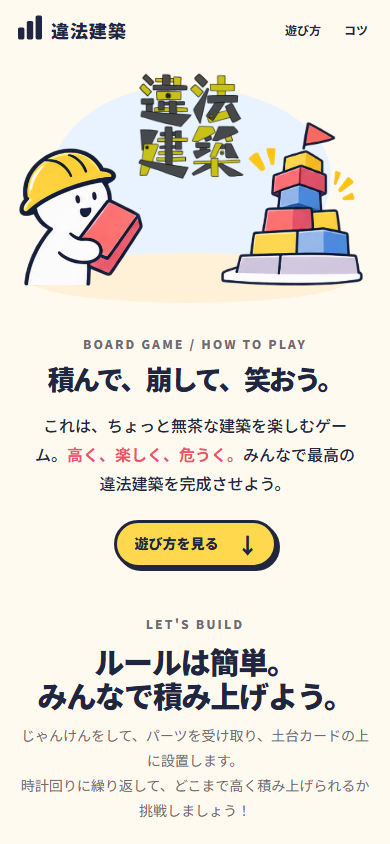 違法建築
遊び方
コツ
違法
建築
BOARD GAME / HOW TO PLAY
積んで、崩して、笑おう。
これは、ちょっと無茶な建築を楽しむゲー
ム。高く、楽しく、危うく。みんなで最高の
違法建築を完成させよう。
遊び方を見る ↓
LET'S BUILD
ルールは簡単。
みんなで積み上げよう。
じゃんけんをして、パーツを受け取り、土台カードの上
に設置します。
時計回りに繰り返して、どこまで高く積み上げられるか
挑戦しましょう！